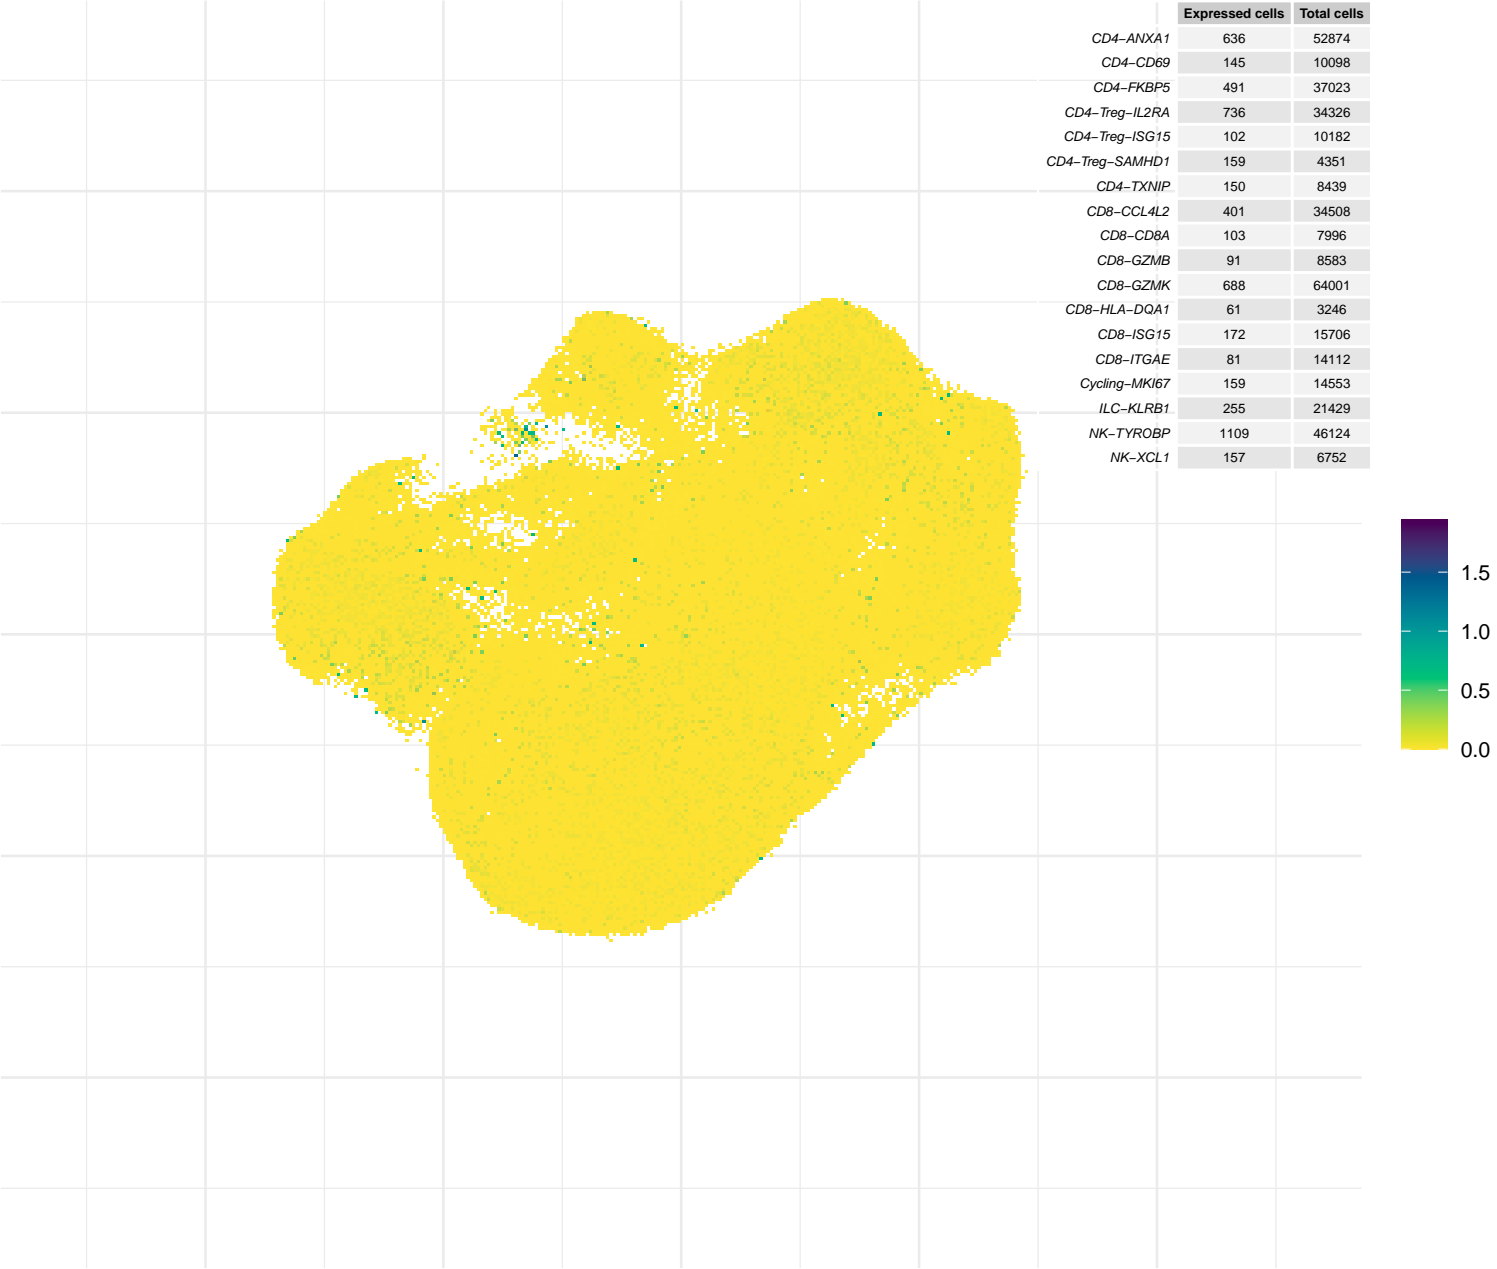 Expressed cells Total cells
CD4−ANXA1 636 52874
CD4−CD69 145 10098
CD4−FKBP5 491 37023
CD4−Treg−IL2RA 736 34326
CD4−Treg−ISG15 102 10182
CD4−Treg−SAMHD1 159 4351
CD4−TXNIP 150 8439
CD8−CCL4L2 401 34508
CD8−CD8A 103 7996
CD8−GZMB 91 8583
CD8−GZMK 688 64001
CD8−HLA−DQA1 61 3246
CD8−ISG15 172 15706
CD8−ITGAE 81 14112
Cycling−MKI67 159 14553
ILC−KLRB1 255 21429
NK−TYROBP 1109 46124
NK−XCL1 157 6752
1.5
1.0
0.5
0.0